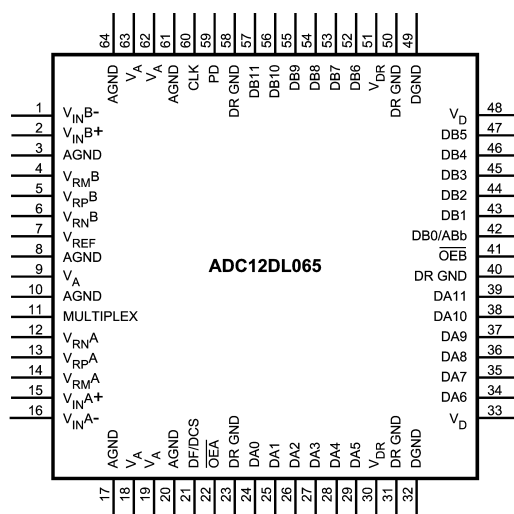 64 63 62 61 60 59 58 57 56 55 54 53 52 51 50 49
AGND VA VA AGND CLK PD DR GND DB11 DB10 DB9 DB8 DB7 DB6 VDR DR GND DGND
1 VINB-
2 VINB+
3 AGND
4 VRMB
5 VRPB
6 VRNB
7 VREF
8 AGND
9 VA
10 AGND
11 MULTIPLEX
12 VRNA
13 VRPA
14 VRMA
15 VINA+
16 VINA-
ADC12DL065
VD 48
DB5 47
DB4 46
DB3 45
DB2 44
DB1 43
DB0/ABb 42
OEB 41
DR GND 40
DA11 39
DA10 38
DA9 37
DA8 36
DA7 35
DA6 34
VD 33
AGND VA VA AGND DF/DCS OEA DR GND DA0 DA1 DA2 DA3 DA4 DA5 VDR DR GND DGND
17 18 19 20 21 22 23 24 25 26 27 28 29 30 31 32